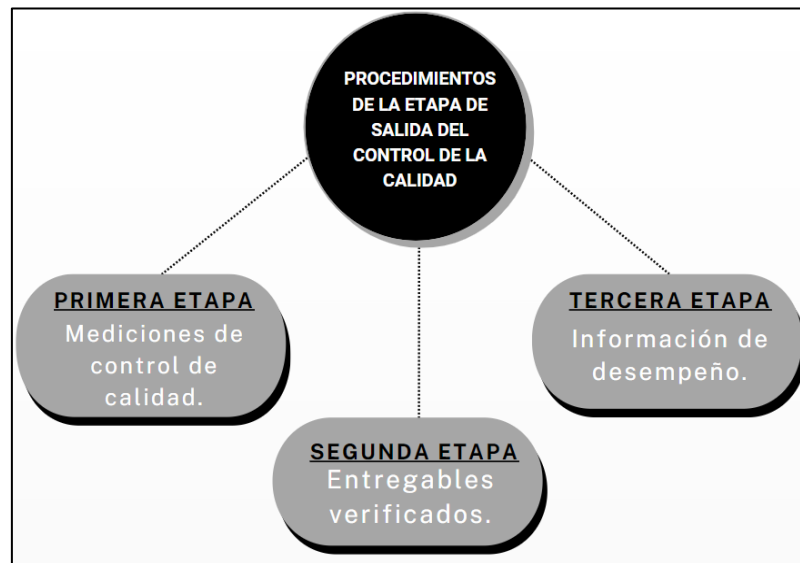 PROCEDIMIENTOS
DE LA ETAPA DE
SALIDA DEL
CONTROL DE LA
CALIDAD
PRIMERA ETAPA
Mediciones de
control de
calidad.
SEGUNDA ETAPA
Entregables
verificados.
TERCERA ETAPA
Información de
desempeño.